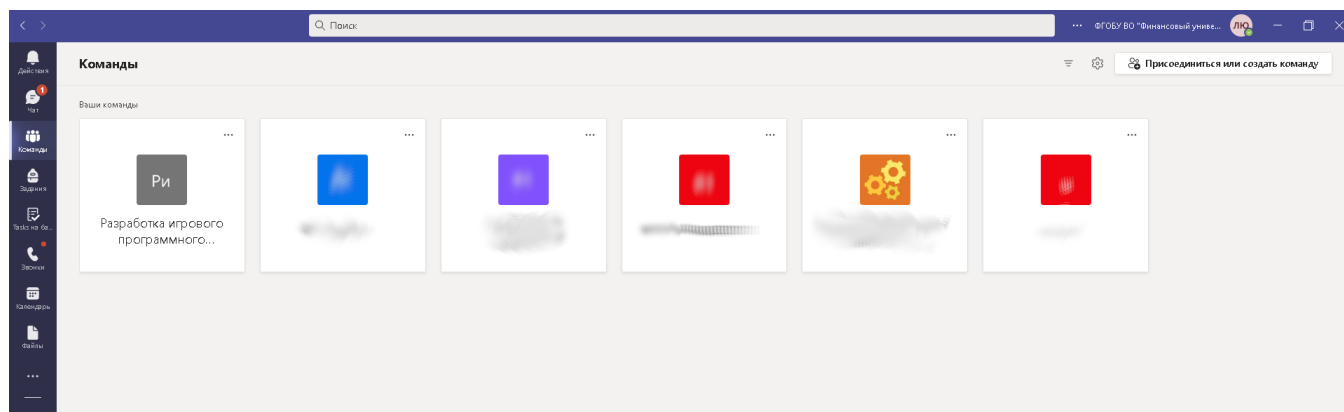 Поиск
ФГОБУ ВО "Финансовый униве...
ЛЮ
Действия
Команды
Присоединиться или создать команду
1
Чат
Ваши команды
Команды
Задания
Tasks на ба...
Звонки
Календарь
Файлы
Ри
Разработка игрового
программного...